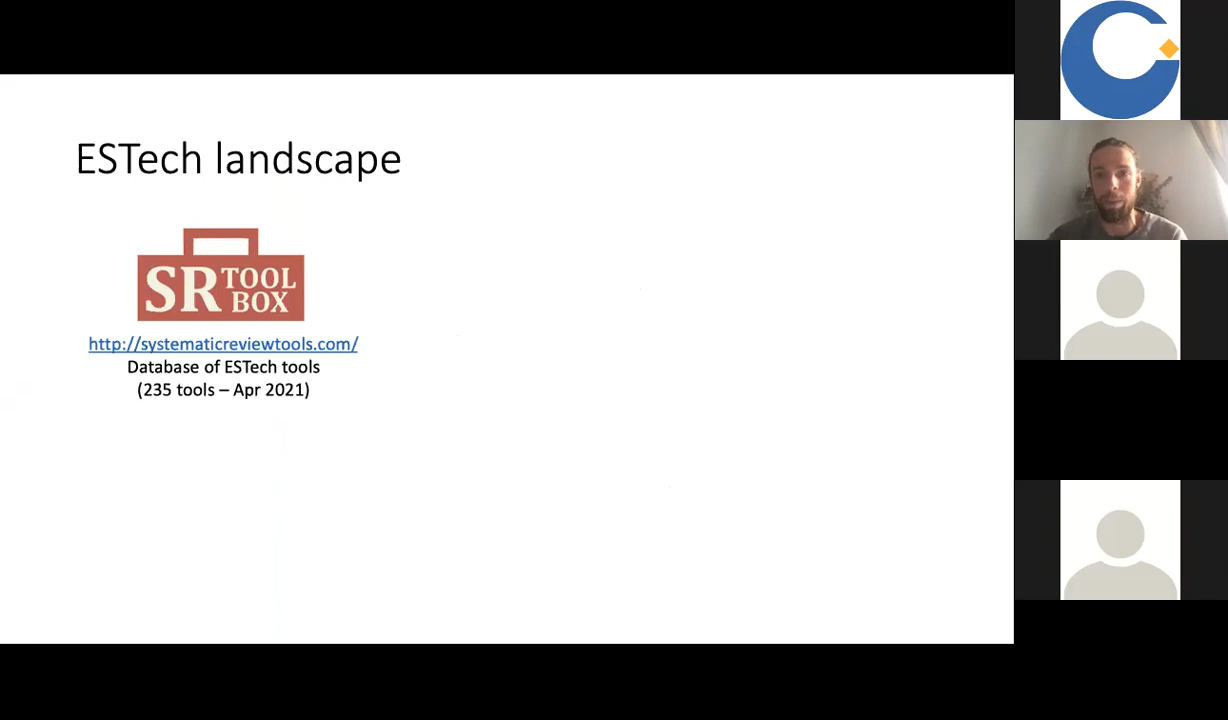 ESTech landscape
SR TOOL
BOX
http://systematicreviewtools.com/
Database of ESTech tools
(235 tools – Apr 2021)